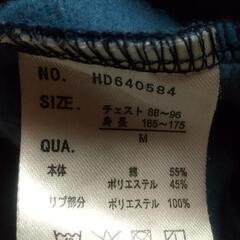 NO. HD640584
SIZE. チェスト 88~96
身長 165~175
M
QUA.
本体 綿 55%
ポリエステル 45%
リブ部分 ポリエステル 100%